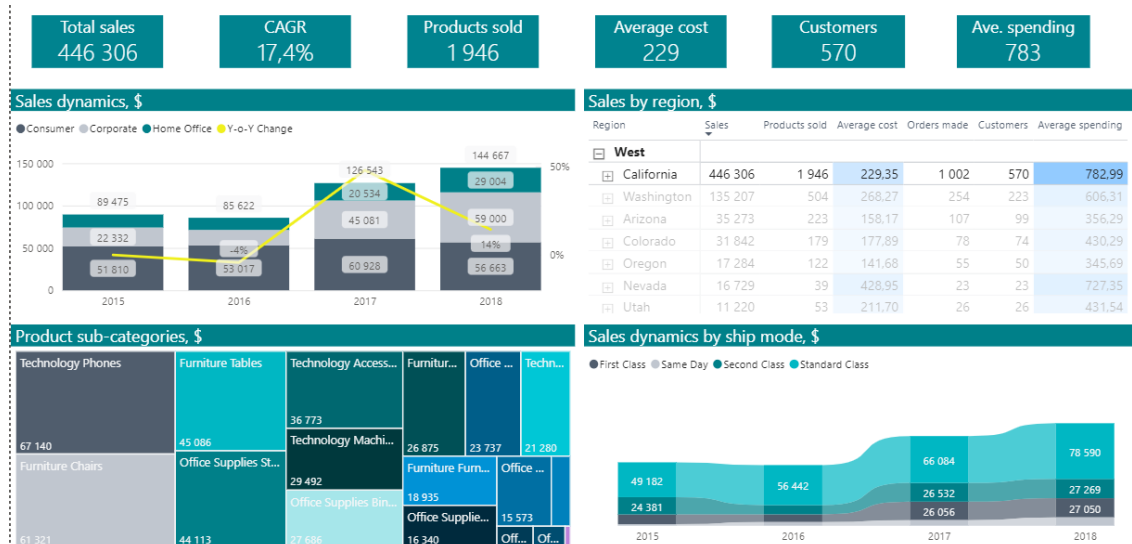 Total sales
446 306
CAGR
17,4%
Products sold
1 946
Average cost
229
Customers
570
Ave. spending
783
Sales dynamics, $
Consumer Corporate Home Office Y-o-Y Change
150 000
100 000
50 000
0
50%
0%
89 475
22 332
51 810
85 622
-4%
53 017
126 543
20 534
45 081
60 928
144 667
29 004
59 000
14%
56 663
2015 2016 2017 2018
Sales by region, $
Region Sales Products sold Average cost Orders made Customers Average spending
West
California 446 306 1 946 229,35 1 002 570 782,99
Washington 135 207 504 268,27 254 223 606,31
Arizona 35 273 223 158,17 107 99 356,29
Colorado 31 842 179 177,89 78 74 430,29
Oregon 17 284 122 141,68 55 50 345,69
Nevada 16 729 39 428,95 23 23 727,35
Utah 11 220 53 211,70 26 26 431,54
Product sub-categories, $
Technology Phones
67 140
Furniture Chairs
61 321
Furniture Tables
45 086
Office Supplies St...
44 113
Technology Access...
36 773
Technology Machi...
29 492
Office Supplies Bin...
27 686
Furnitur...
26 875
Office ...
23 737
Techn...
21 280
Furniture Furn...
18 935
Office Supplie...
16 340
Office ...
15 573
Off...
Of...
Sales dynamics by ship mode, $
First Class Same Day Second Class Standard Class
49 182
24 381
56 442
66 084
26 532
26 056
78 590
27 269
27 050
2015 2016 2017 2018